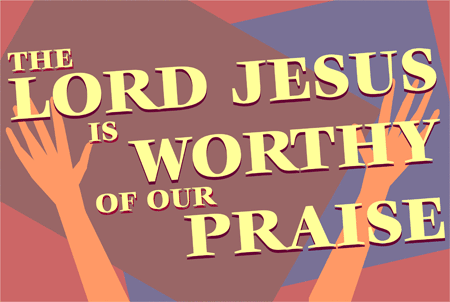 THE
LORD JESUS
IS
WORTHY
OF OUR
PRAISE